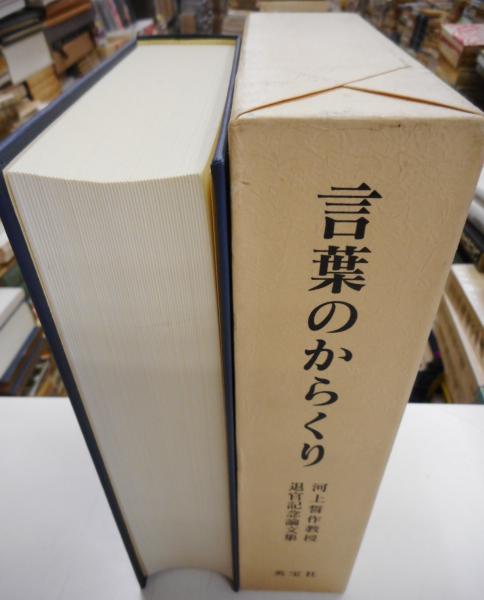 言葉のからくり
河上誓作教授
退官記念論文集
英宝社